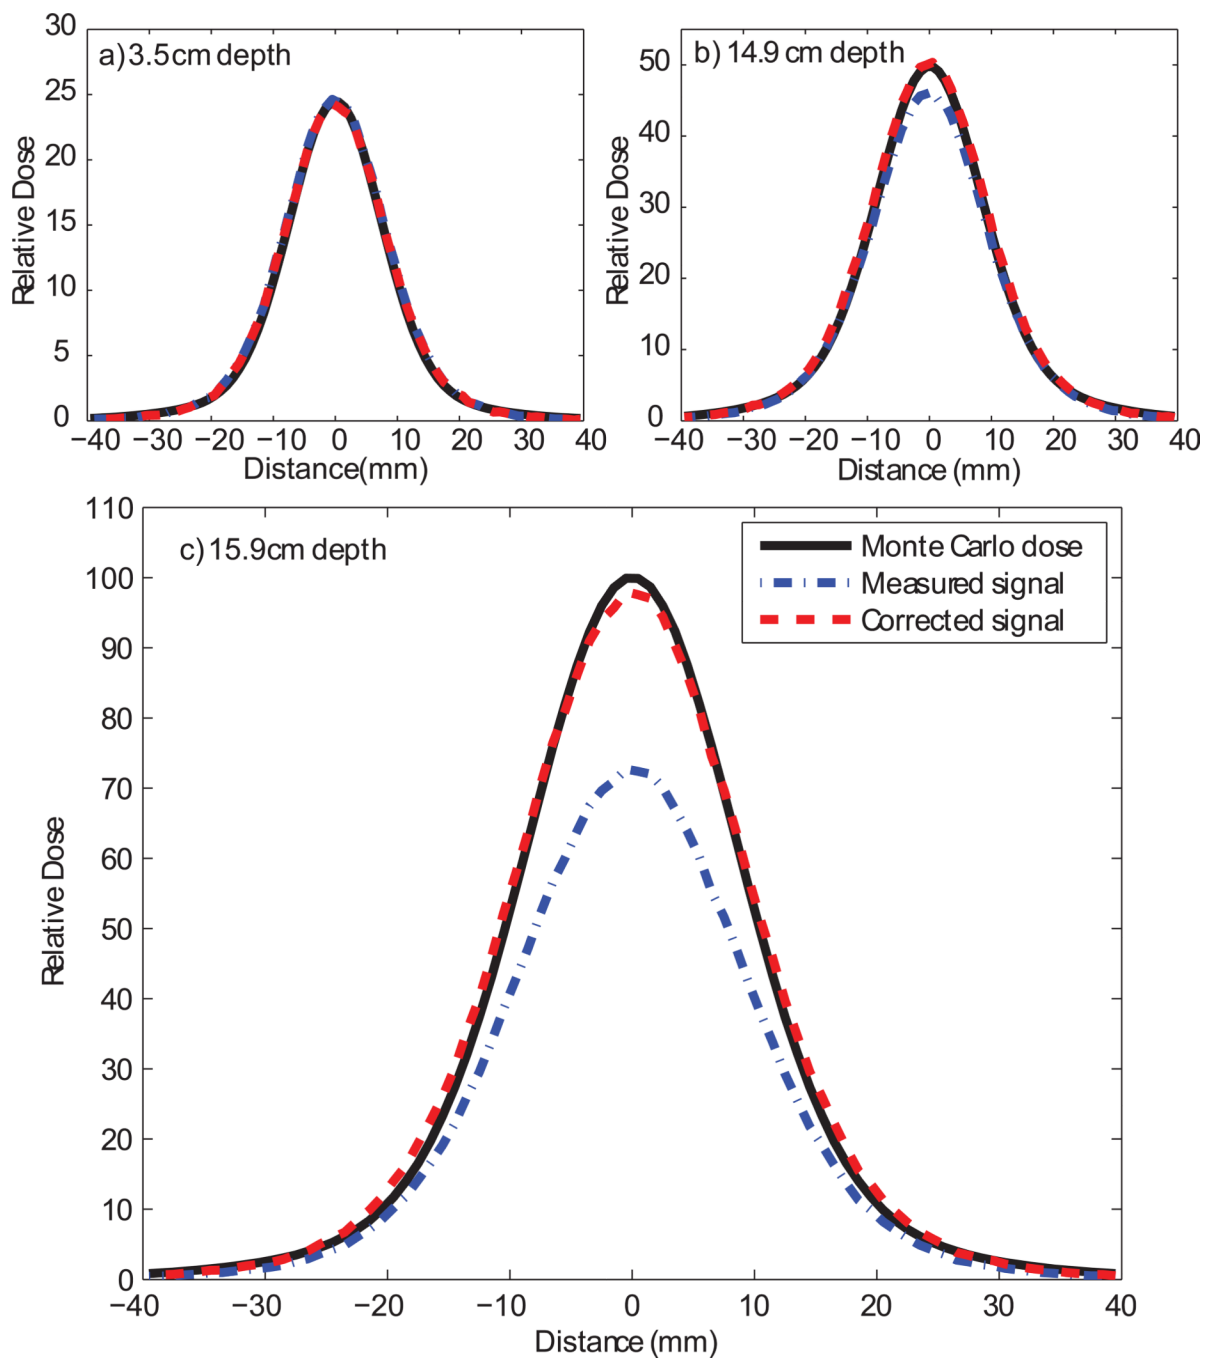 a) 3.5cm depth
30
25
20
15
10
5
0
Relative Dose
−40 −30 −20 −10 0 10 20 30 40
Distance(mm)
b) 14.9 cm depth
50
40
30
20
10
0
Relative Dose
−40 −30 −20 −10 0 10 20 30 40
Distance (mm)
c) 15.9cm depth
110
100
90
80
70
60
50
40
30
20
10
0
Relative Dose
−40 −30 −20 −10 0 10 20 30 40
Distance (mm)
Monte Carlo dose
Measured signal
Corrected signal